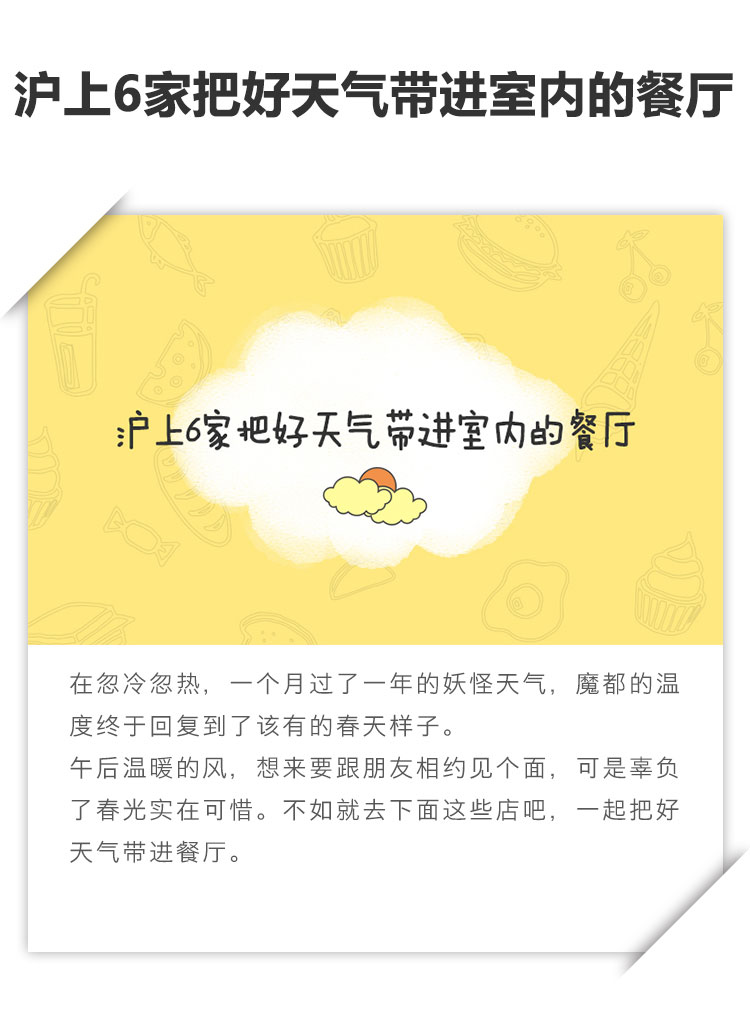 沪上6家把好天气带进室内的餐厅
沪上6家把好天气带进室内的餐厅
在忽冷忽热，一个月过了一年的妖怪天气，魔都的温
度终于回复到了该有的春天样子。
午后温暖的风，想来要跟朋友相约见个面，可是辜负
了春光实在可惜。不如就去下面这些店吧，一起把好
天气带进餐厅。